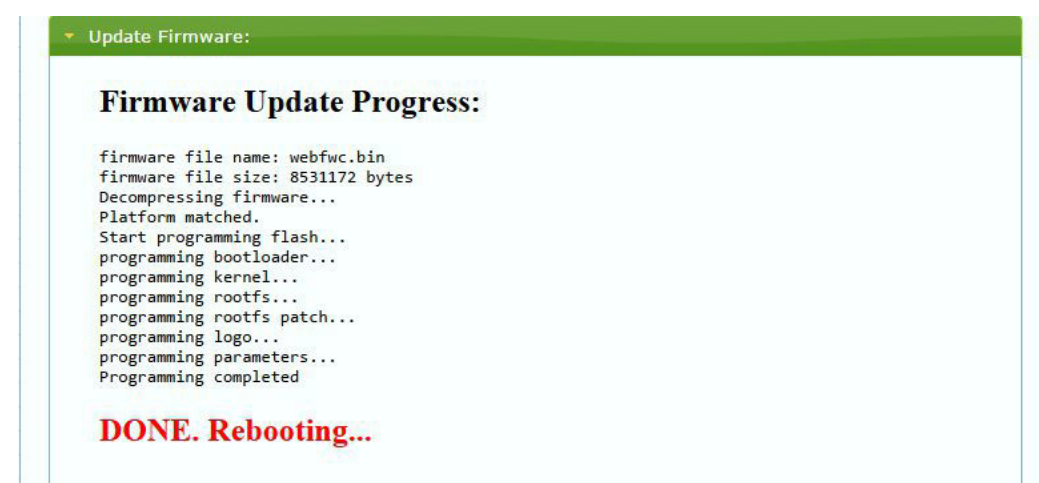 Update Firmware:
Firmware Update Progress:
firmware file name: webfwc.bin
firmware file size: 8531172 bytes
Decompressing firmware...
Platform matched.
Start programming flash...
programming bootloader...
programming kernel...
programming rootfs...
programming rootfs patch...
programming logo...
programming parameters...
Programming completed
DONE. Rebooting...